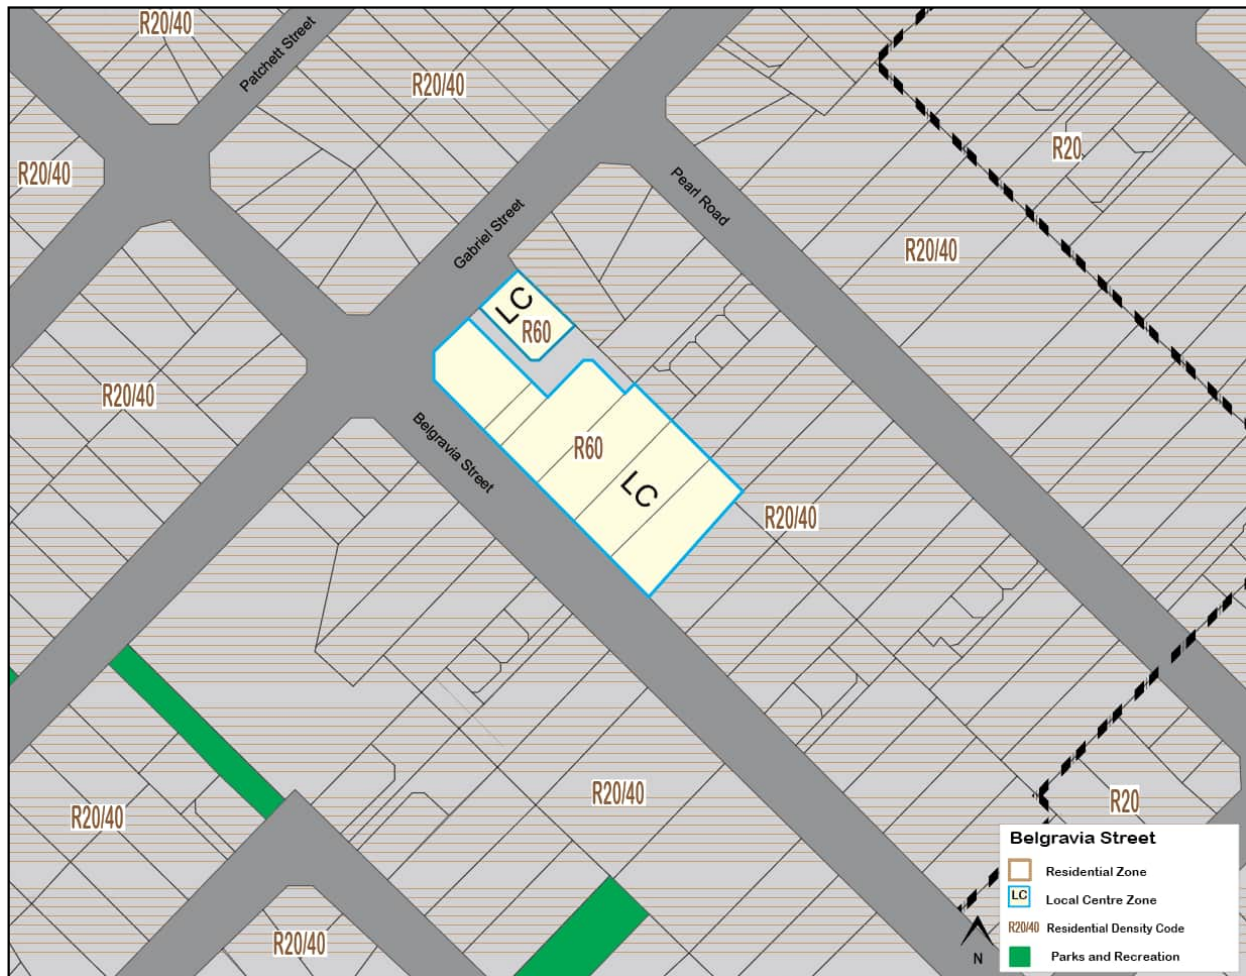 R20/40
Patchett Street
R20/40
R20/40
R20
Pearl Road
Gabriel Street
R20/40
LC
R60
R20/40
Belgravia Street
R60
LC
R20/40
R20/40
R20/40
R20
R20/40
Belgravia Street
Residential Zone
LC Local Centre Zone
R20/40 Residential Density Code
Parks and Recreation
N